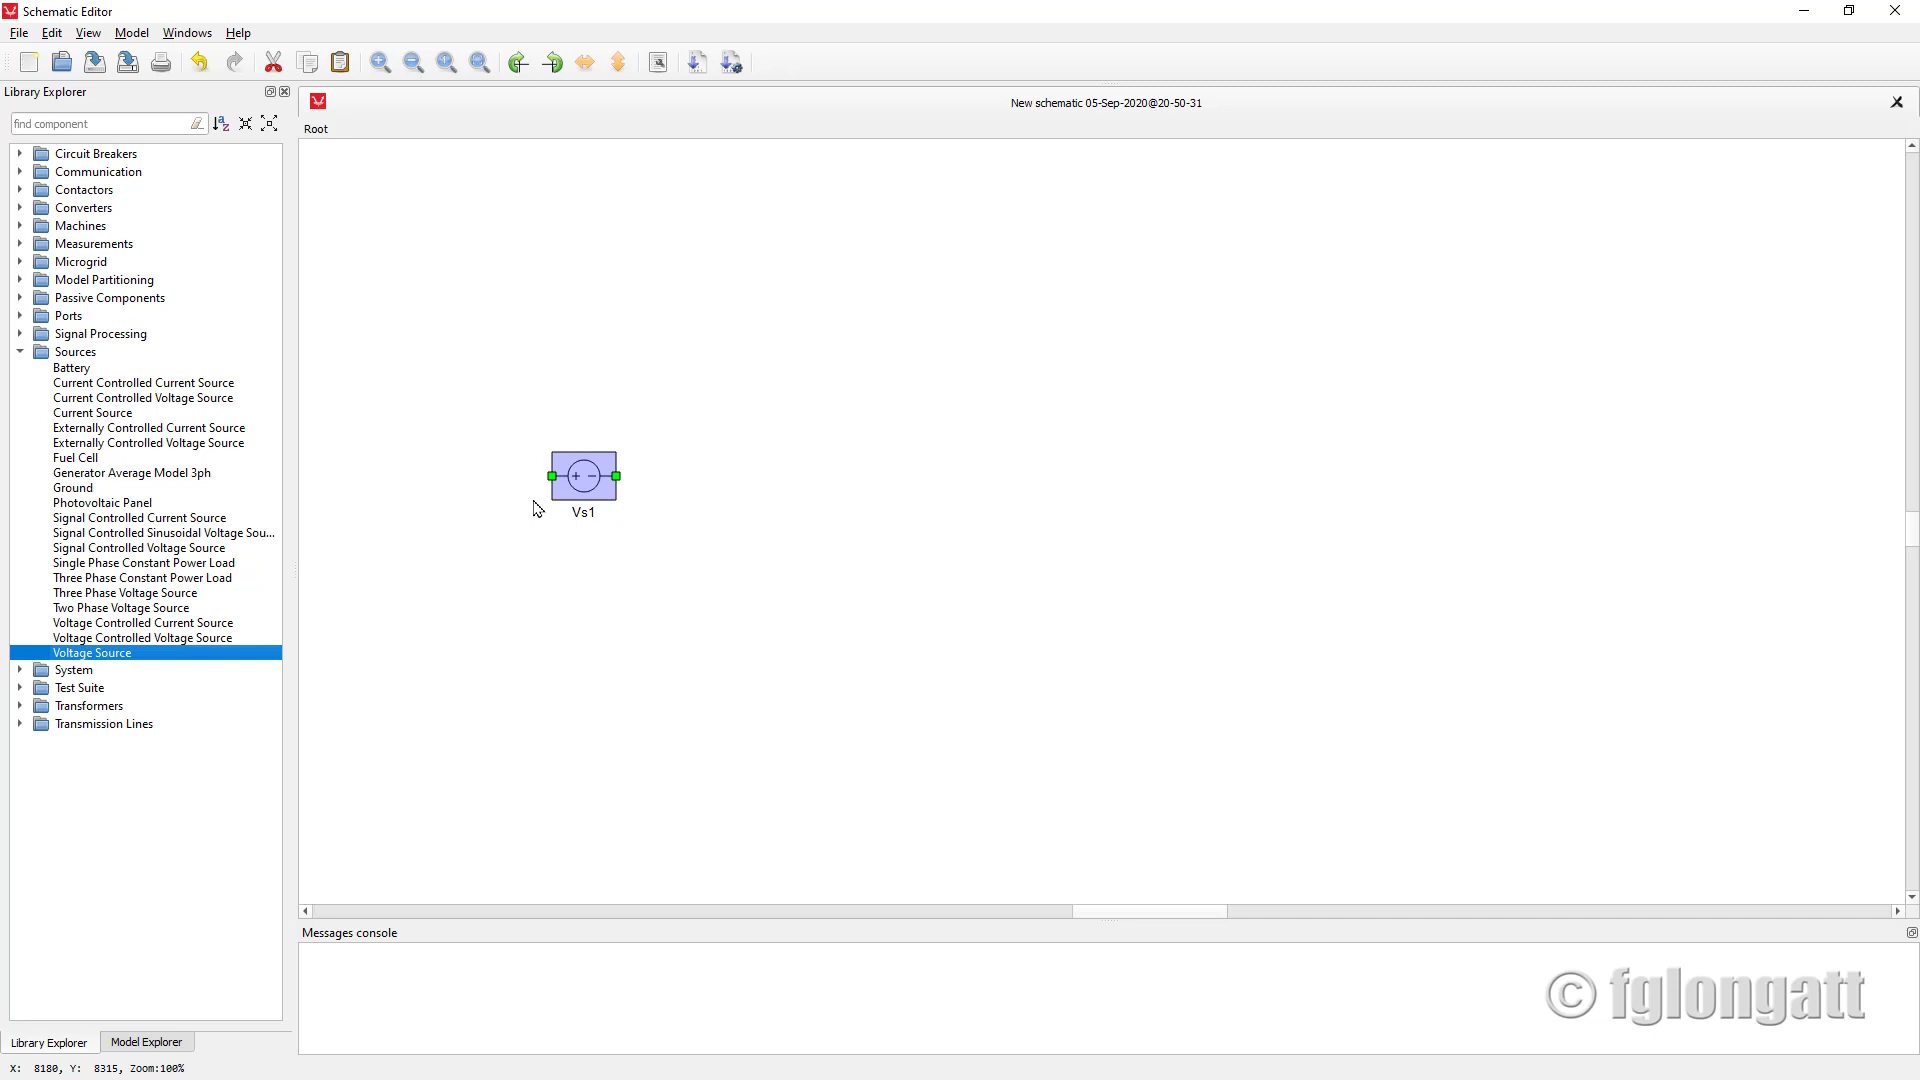 Schematic Editor
File Edit View Model Windows Help
Library Explorer
find component
Circuit Breakers
Communication
Contactors
Converters
Machines
Measurements
Microgrid
Model Partitioning
Passive Components
Ports
Signal Processing
Sources
Battery
Current Controlled Current Source
Current Controlled Voltage Source
Current Source
Externally Controlled Current Source
Externally Controlled Voltage Source
Fuel Cell
Generator Average Model 3ph
Ground
Photovoltaic Panel
Signal Controlled Current Source
Signal Controlled Sinusoidal Voltage Sou...
Signal Controlled Voltage Source
Single Phase Constant Power Load
Three Phase Constant Power Load
Three Phase Voltage Source
Two Phase Voltage Source
Voltage Controlled Current Source
Voltage Controlled Voltage Source
Voltage Source
System
Test Suite
Transformers
Transmission Lines
Library Explorer Model Explorer
X: 8180, Y: 8315, Zoom:100%
New schematic 05-Sep-2020@20-50-31
Root
Vs1
Messages console
© fglongatt